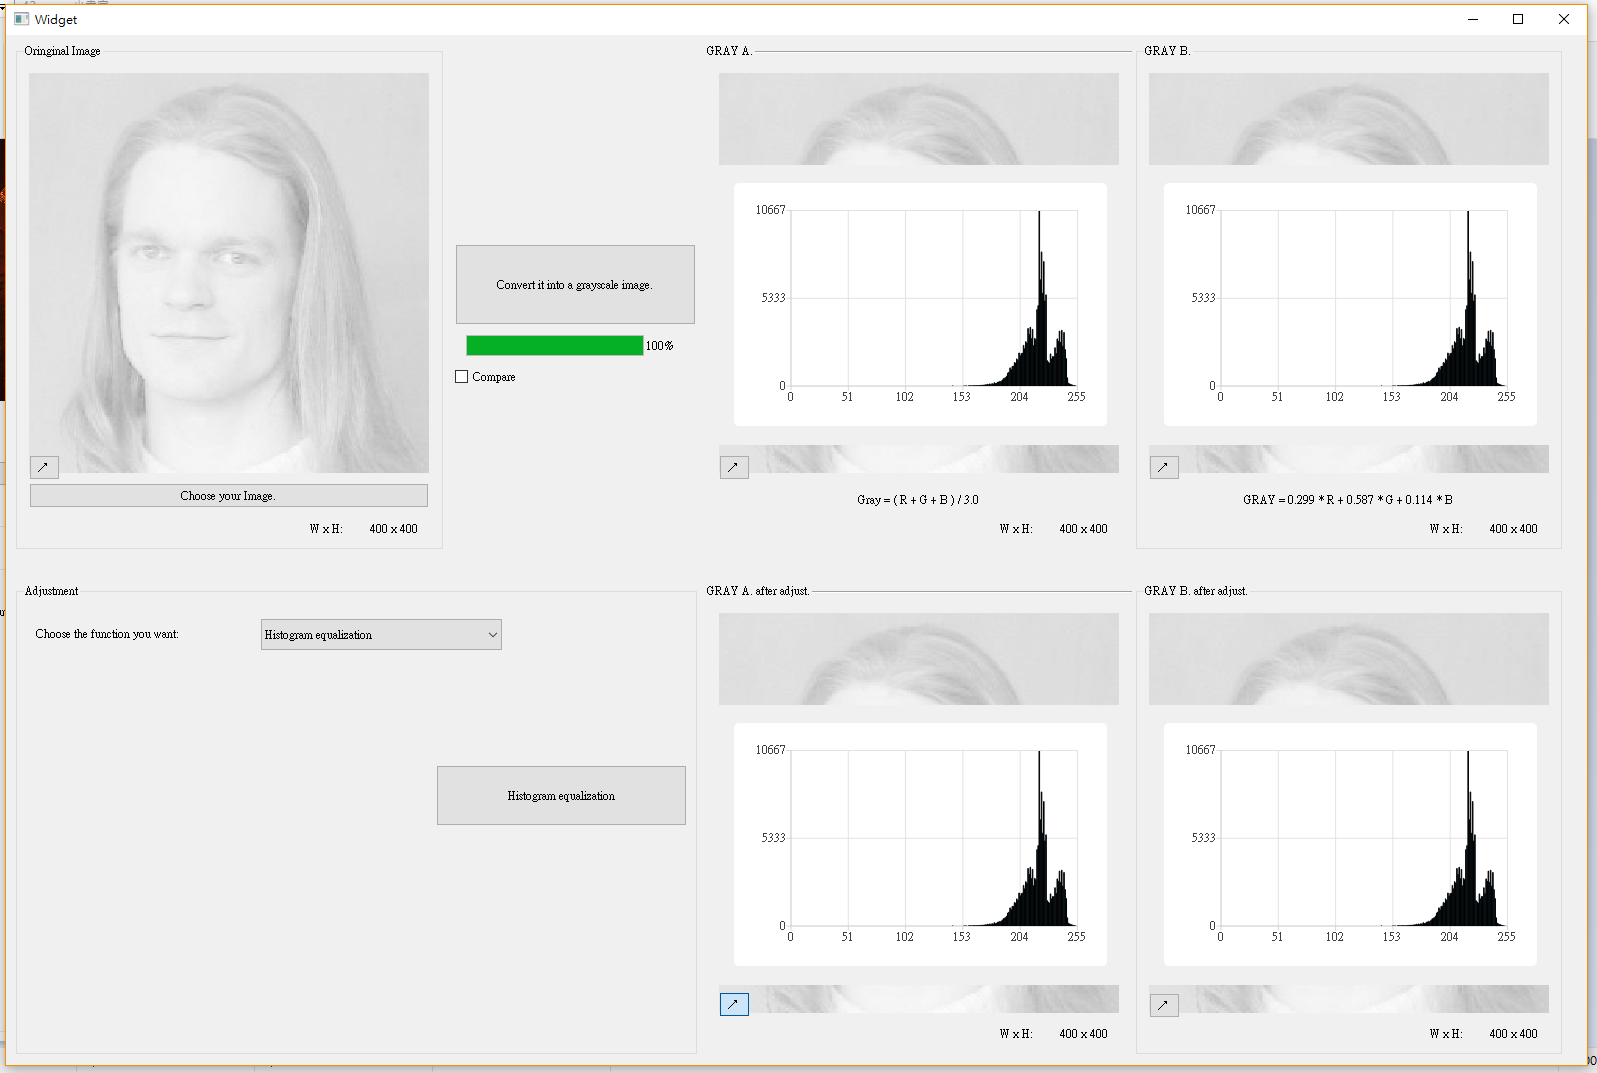 Widget
Oringinal Image
Choose your Image.
W x H: 400 x 400
Convert it into a grayscale image.
100%
Compare
GRAY A.
10667
5333
0
0 51 102 153 204 255
Gray = ( R + G + B ) / 3.0
W x H: 400 x 400
GRAY B.
10667
5333
0
0 51 102 153 204 255
GRAY = 0.299 * R + 0.587 * G + 0.114 * B
W x H: 400 x 400
Adjustment
Choose the function you want: Histogram equalization
Histogram equalization
GRAY A. after adjust.
10667
5333
0
0 51 102 153 204 255
W x H: 400 x 400
GRAY B. after adjust.
10667
5333
0
0 51 102 153 204 255
W x H: 400 x 400